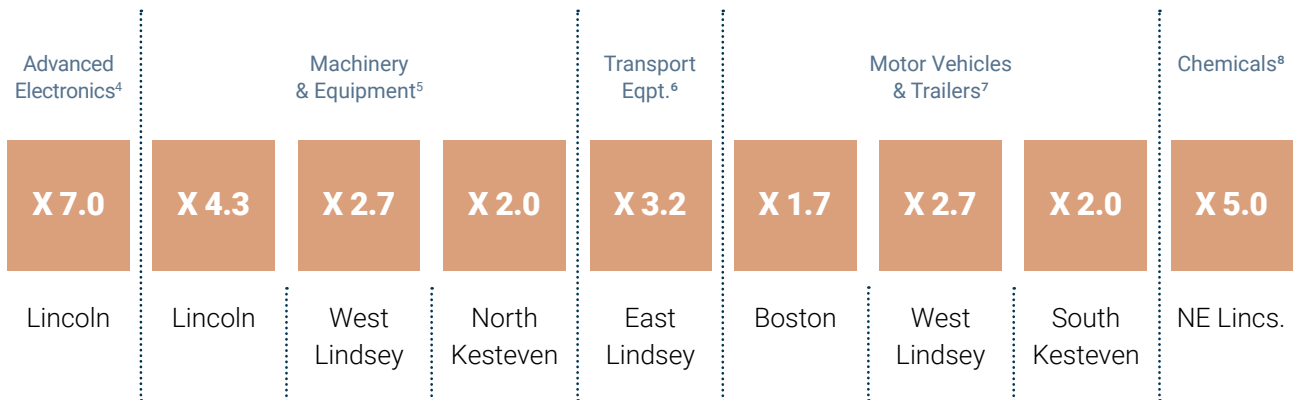 Advanced
Electronics⁴
Machinery
& Equipment⁵
Transport
Eqpt.⁶
Motor Vehicles
& Trailers⁷
Chemicals⁸
X 7.0
X 4.3
X 2.7
X 2.0
X 3.2
X 1.7
X 2.7
X 2.0
X 5.0
Lincoln
Lincoln
West
Lindsey
North
Kesteven
East
Lindsey
Boston
West
Lindsey
South
Kesteven
NE Lincs.